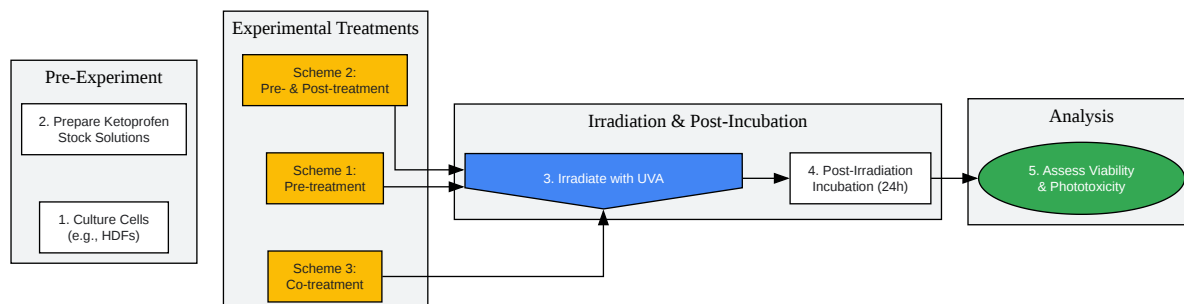 Pre-Experiment
2. Prepare Ketoprofen
Stock Solutions
1. Culture Cells
(e.g., HDFs)
Experimental Treatments
Scheme 2:
Pre- & Post-treatment
Scheme 1:
Pre-treatment
Scheme 3:
Co-treatment
Irradiation & Post-Incubation
3. Irradiate with UVA
4. Post-Irradiation
Incubation (24h)
Analysis
5. Assess Viability
& Phototoxicity